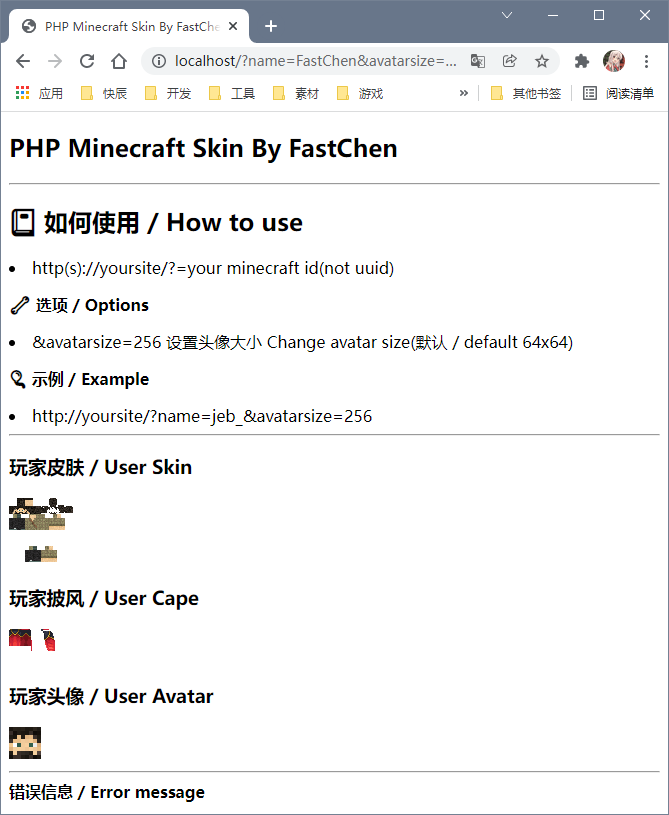 PHP Minecraft Skin By FastChe
localhost/?name=FastChen&avatarsize=...
应用 快辰 开发 工具 素材 游戏 » 其他书签 阅读清单
PHP Minecraft Skin By FastChen
如何使用 / How to use
• http(s)://yoursite/?=your minecraft id(not uuid)
选项 / Options
• &avatarsize=256 设置头像大小 Change avatar size(默认 / default 64x64)
示例 / Example
• http://yoursite/?name=jeb_&avatarsize=256
玩家皮肤 / User Skin
玩家披风 / User Cape
玩家头像 / User Avatar
错误信息 / Error message